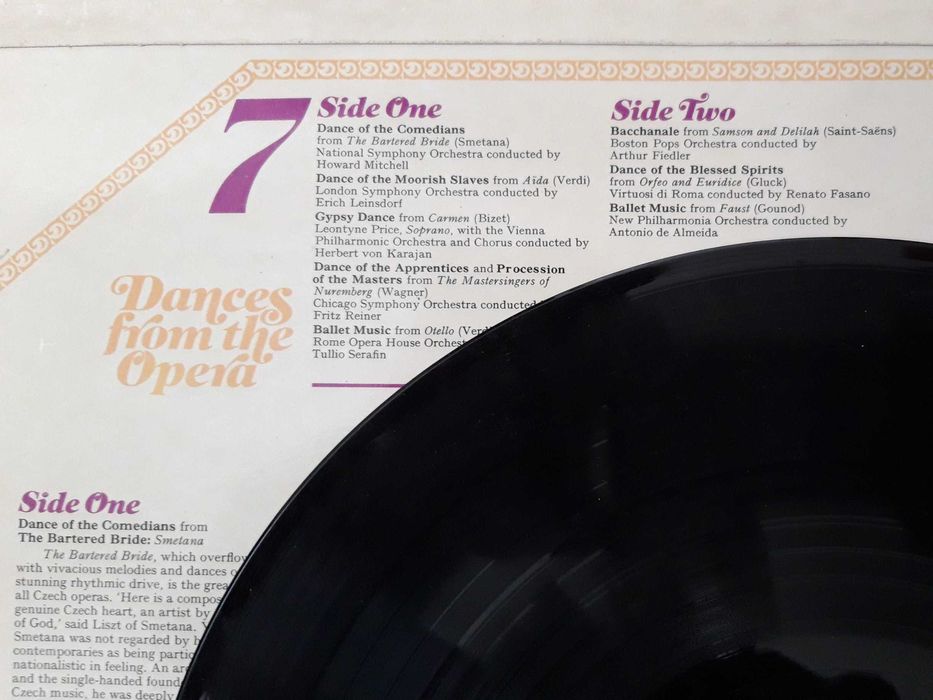 7
Dances
from the
Opera
Side One
Dance of the Comedians
from The Bartered Bride (Smetana)
National Symphony Orchestra conducted by
Howard Mitchell
Dance of the Moorish Slaves from Aïda (Verdi)
London Symphony Orchestra conducted by
Erich Leinsdorf
Gypsy Dance from Carmen (Bizet)
Leontyne Price, Soprano, with the Vienna
Philharmonic Orchestra and Chorus conducted by
Herbert von Karajan
Dance of the Apprentices and Procession
of the Masters from The Mastersingers of
Nuremberg (Wagner)
Chicago Symphony Orchestra conducted
Fritz Reiner
Ballet Music from Otello
Rome Opera House
Tullio Serafin
Side Two
Bacchanale from Samson and Delilah (Saint-Saëns)
Boston Pops Orchestra conducted by
Arthur Fiedler
Dance of the Blessed Spirits
from Orfeo and Euridice (Gluck)
Virtuosi di Roma conducted by Renato Fasano
Ballet Music from Faust (Gounod)
New Philharmonia Orchestra conducted by
Antonio de Almeida
Side One
Dance of the Comedians from
The Bartered Bride: Smetana
The Bartered Bride, which
with vivacious melodies and dances
stunning rhythmic drive, is the
all Czech operas. 'Here is a
genuine Czech heart, an artist by
of God,' said Liszt of Smetana.
Smetana was not regarded by
contemporaries as being
nationalistic in feeling. An
and the single-handed
Czech music, he was deeply